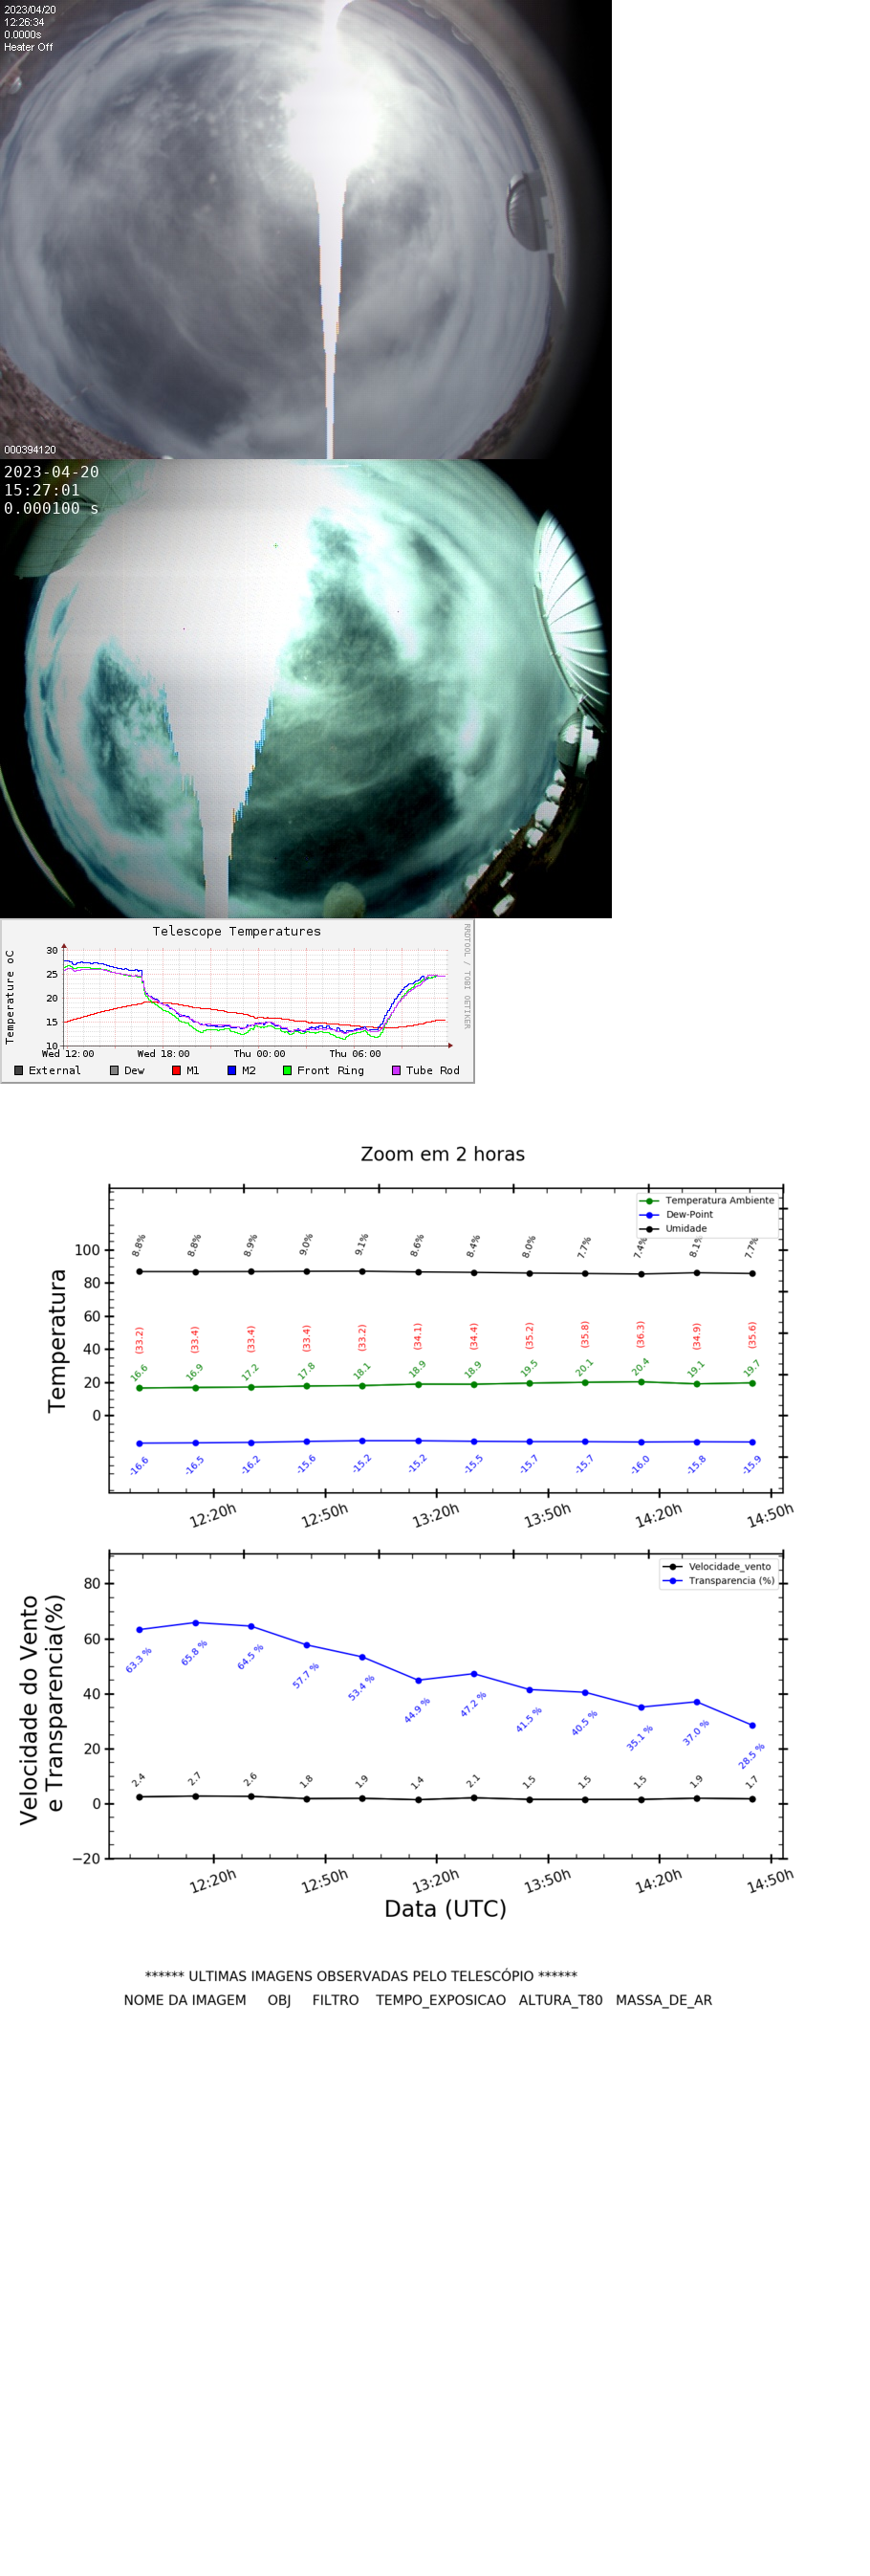 2023/04/20
12:26:34
0.0000s
Heater Off
000394120
2023-04-20
15:27:01
0.000100 s
Telescope Temperatures
RRDTOOL / TOBI OETIKER
Temperature oC
30
25
20
15
10
Wed 12:00 Wed 18:00 Thu 00:00 Thu 06:00
External Dew M1 M2 Front Ring Tube Rod
Zoom em 2 horas
Temperatura Ambiente
Dew-Point
Umidade
Temperatura
100
80
60
40
20
0
8.8% 8.8% 8.9% 9.0% 9.1% 8.6% 8.4% 8.0% 7.7% 7.4% 8.1% 7.7%
(33.2) (33.4) (33.4) (33.4) (33.2) (34.1) (34.4) (35.2) (35.8) (36.3) (34.9) (35.6)
16.6 16.9 17.2 17.8 18.1 18.9 18.9 19.5 20.1 20.4 19.1 19.7
-16.6 -16.5 -16.2 -15.6 -15.2 -15.2 -15.5 -15.7 -15.7 -16.0 -15.8 -15.9
12:20h 12:50h 13:20h 13:50h 14:20h 14:50h
Velocidade_vento
Transparencia (%)
Velocidade do Vento
e Transparencia(%)
80
60
40
20
0
−20
63.3 % 65.8 % 64.5 % 57.7 % 53.4 % 44.9 % 47.2 % 41.5 % 40.5 % 35.1 % 37.0 % 28.5 %
2.4 2.7 2.6 1.8 1.9 1.4 2.1 1.5 1.5 1.5 1.9 1.7
12:20h 12:50h 13:20h 13:50h 14:20h 14:50h
Data (UTC)
****** ULTIMAS IMAGENS OBSERVADAS PELO TELESCÓPIO ******
NOME DA IMAGEM OBJ FILTRO TEMPO_EXPOSICAO ALTURA_T80 MASSA_DE_AR